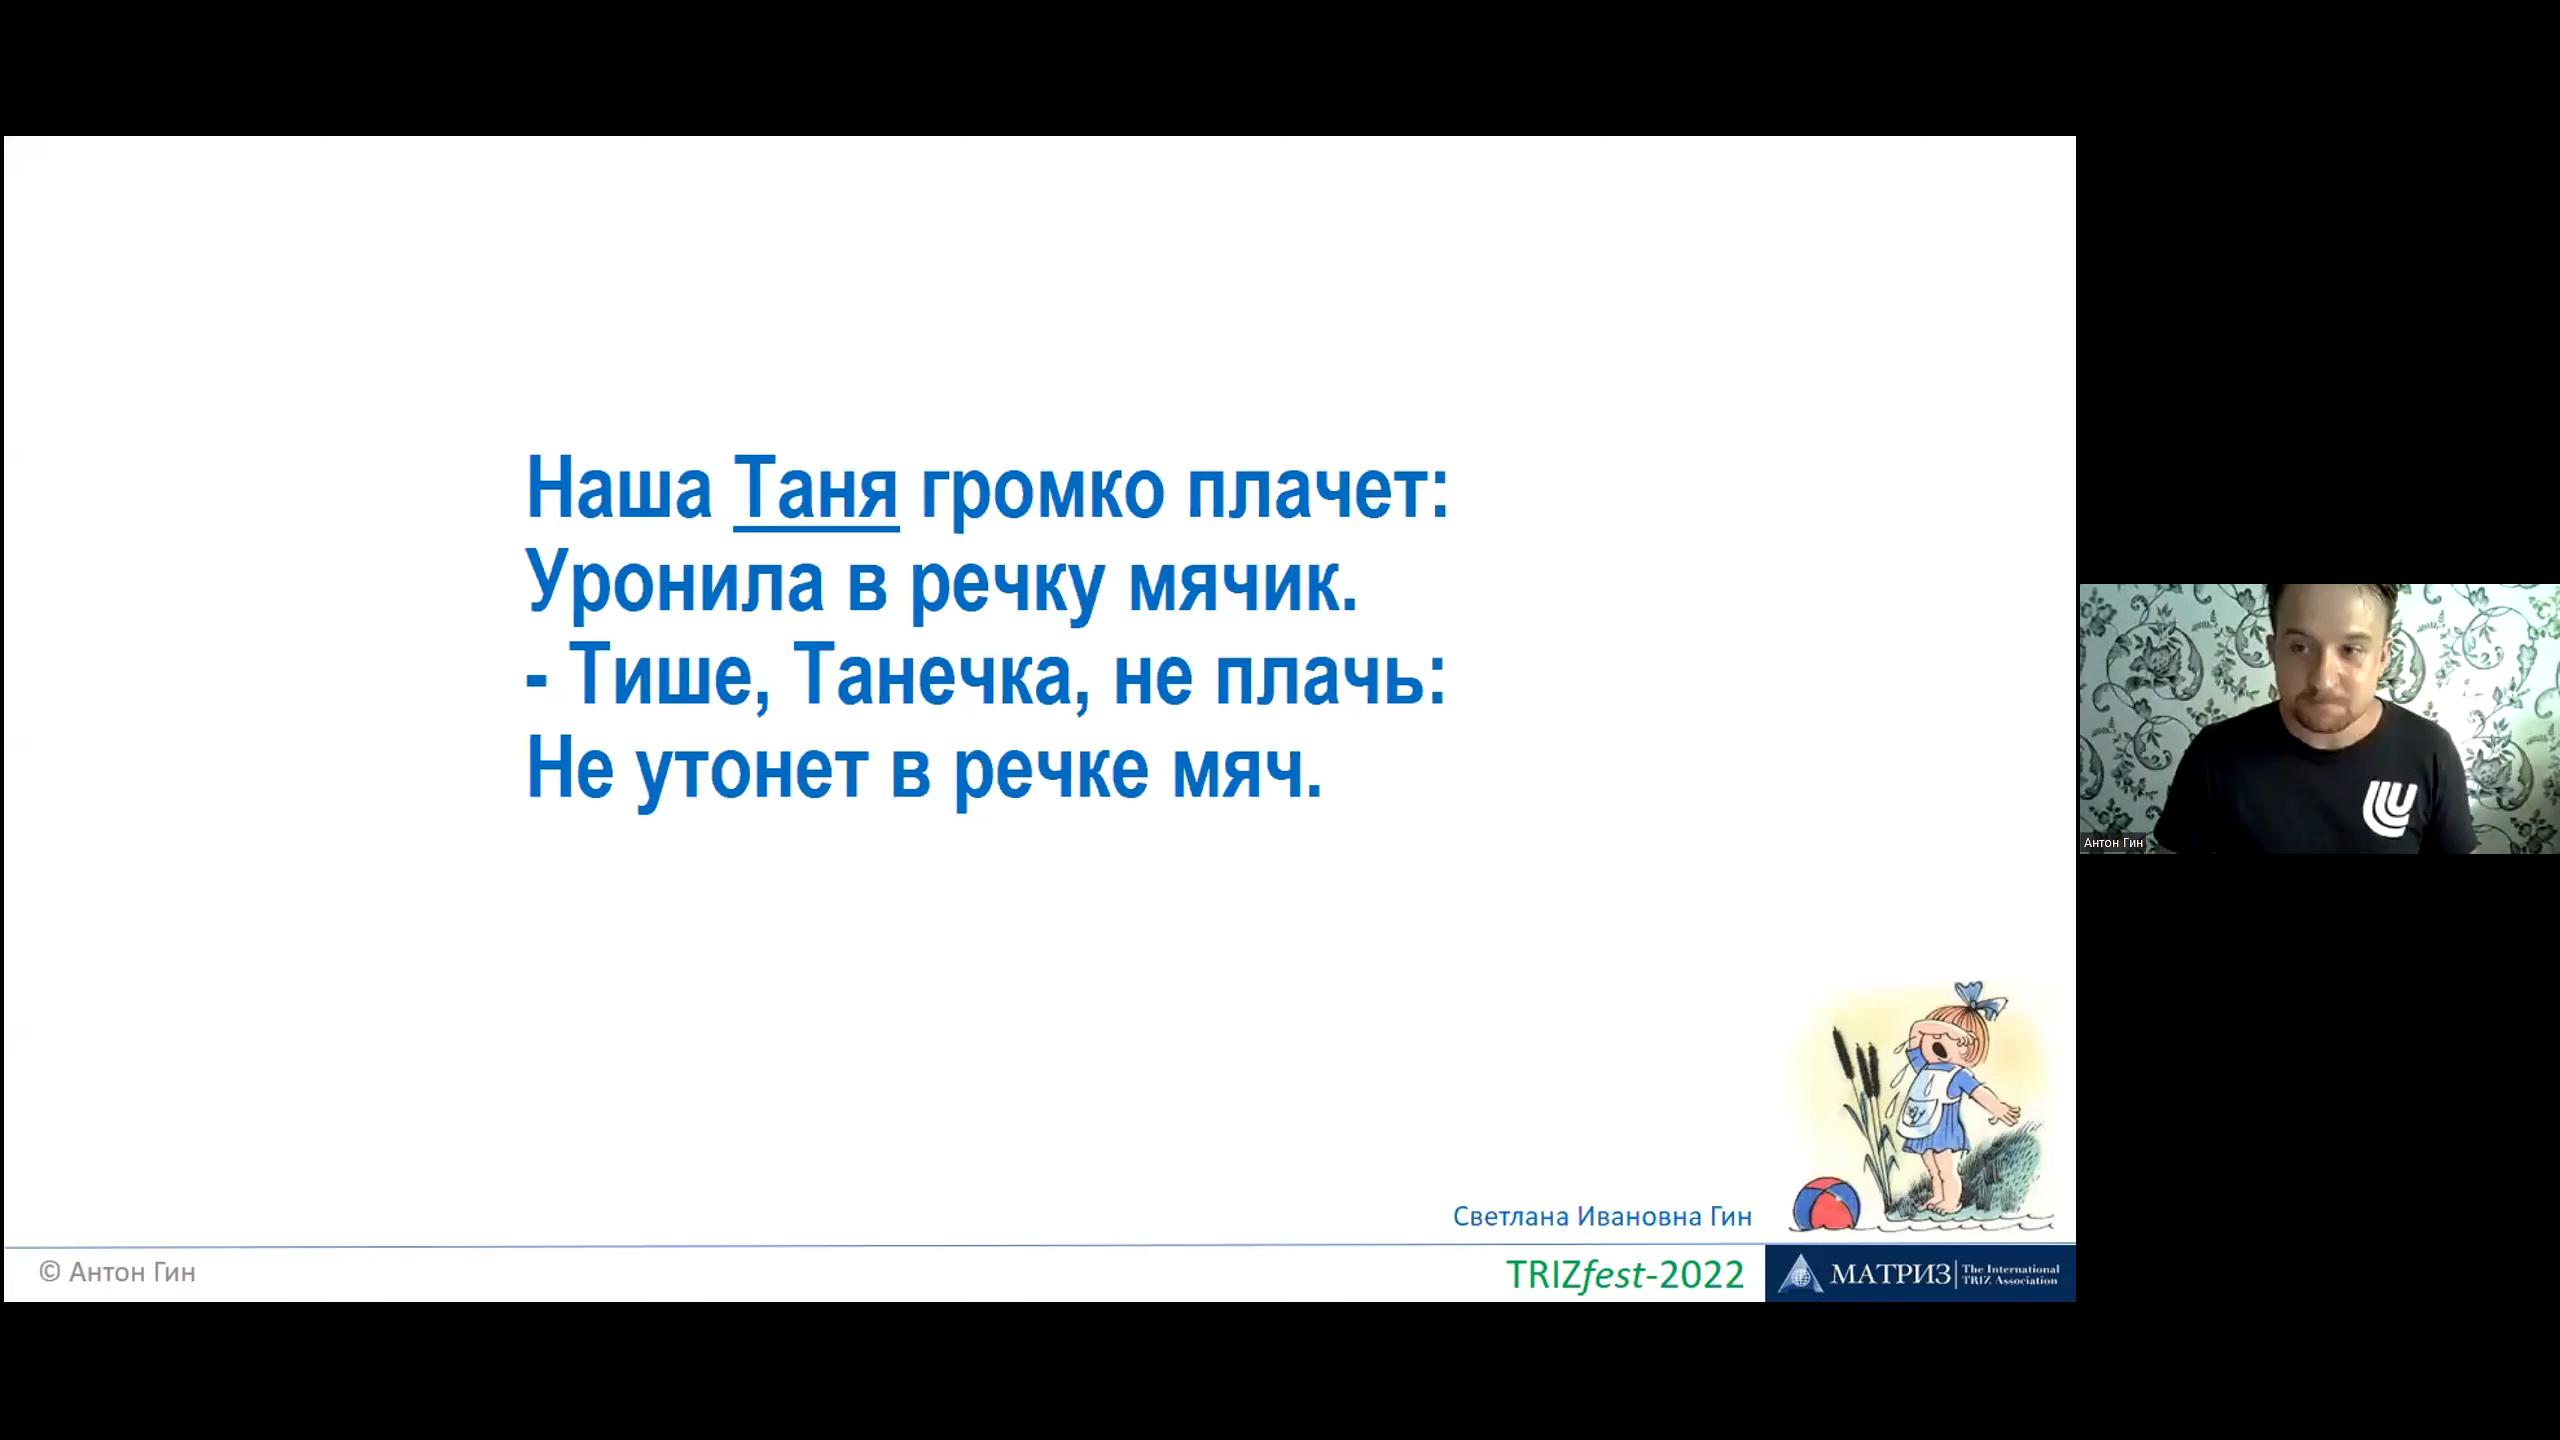 Наша Таня громко плачет:
Уронила в речку мячик.
- Тише, Танечка, не плачь:
Не утонет в речке мяч.
Антон Гин
Светлана Ивановна Гин
© Антон Гин
TRIZfest-2022
МАТРИЗ
The International
TRIZ Association